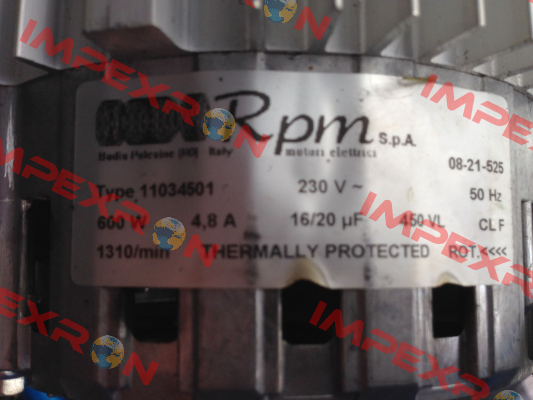 Rpm S.p.A.
Badia Polesine (RO) Italy motori elettrici
08-21-525
Type 11034501 230 V ~ 50 Hz
600 W 4,8 A 16/20 µF 450 VL CL F
1310/min THERMALLY PROTECTED ROT.<<<<
IMPEXRON
IMPEXRON
IMPEXRON
IMPEXRON
IMPEXRON
IMPEXRON